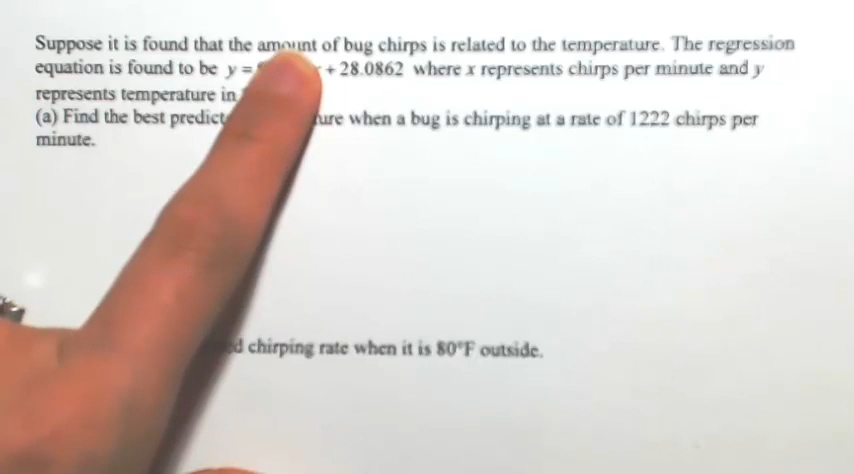 Suppose it is found that the amount of bug chirps is related to the temperature. The regression
equation is found to be y = + 28.0862 where x represents chirps per minute and y
represents temperature in
(a) Find the best when a bug is chirping at a rate of 1222 chirps per
minute.
chirping rate when it is 80°F outside.